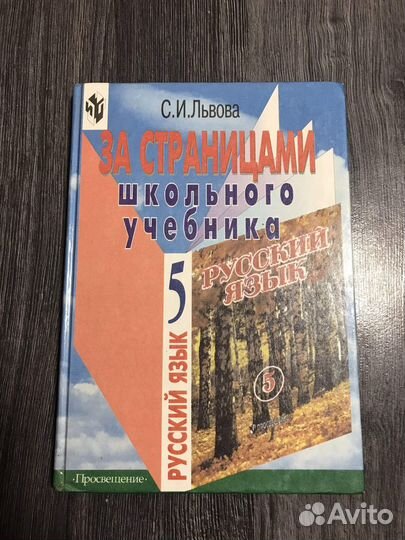 С.И.Львова
ЗА СТРАНИЦАМИ
школьного
учебника
РУССКИЙ
ЯЗЫК
5
РУССКИЙ ЯЗЫК 5
·Просвещение·
Avito